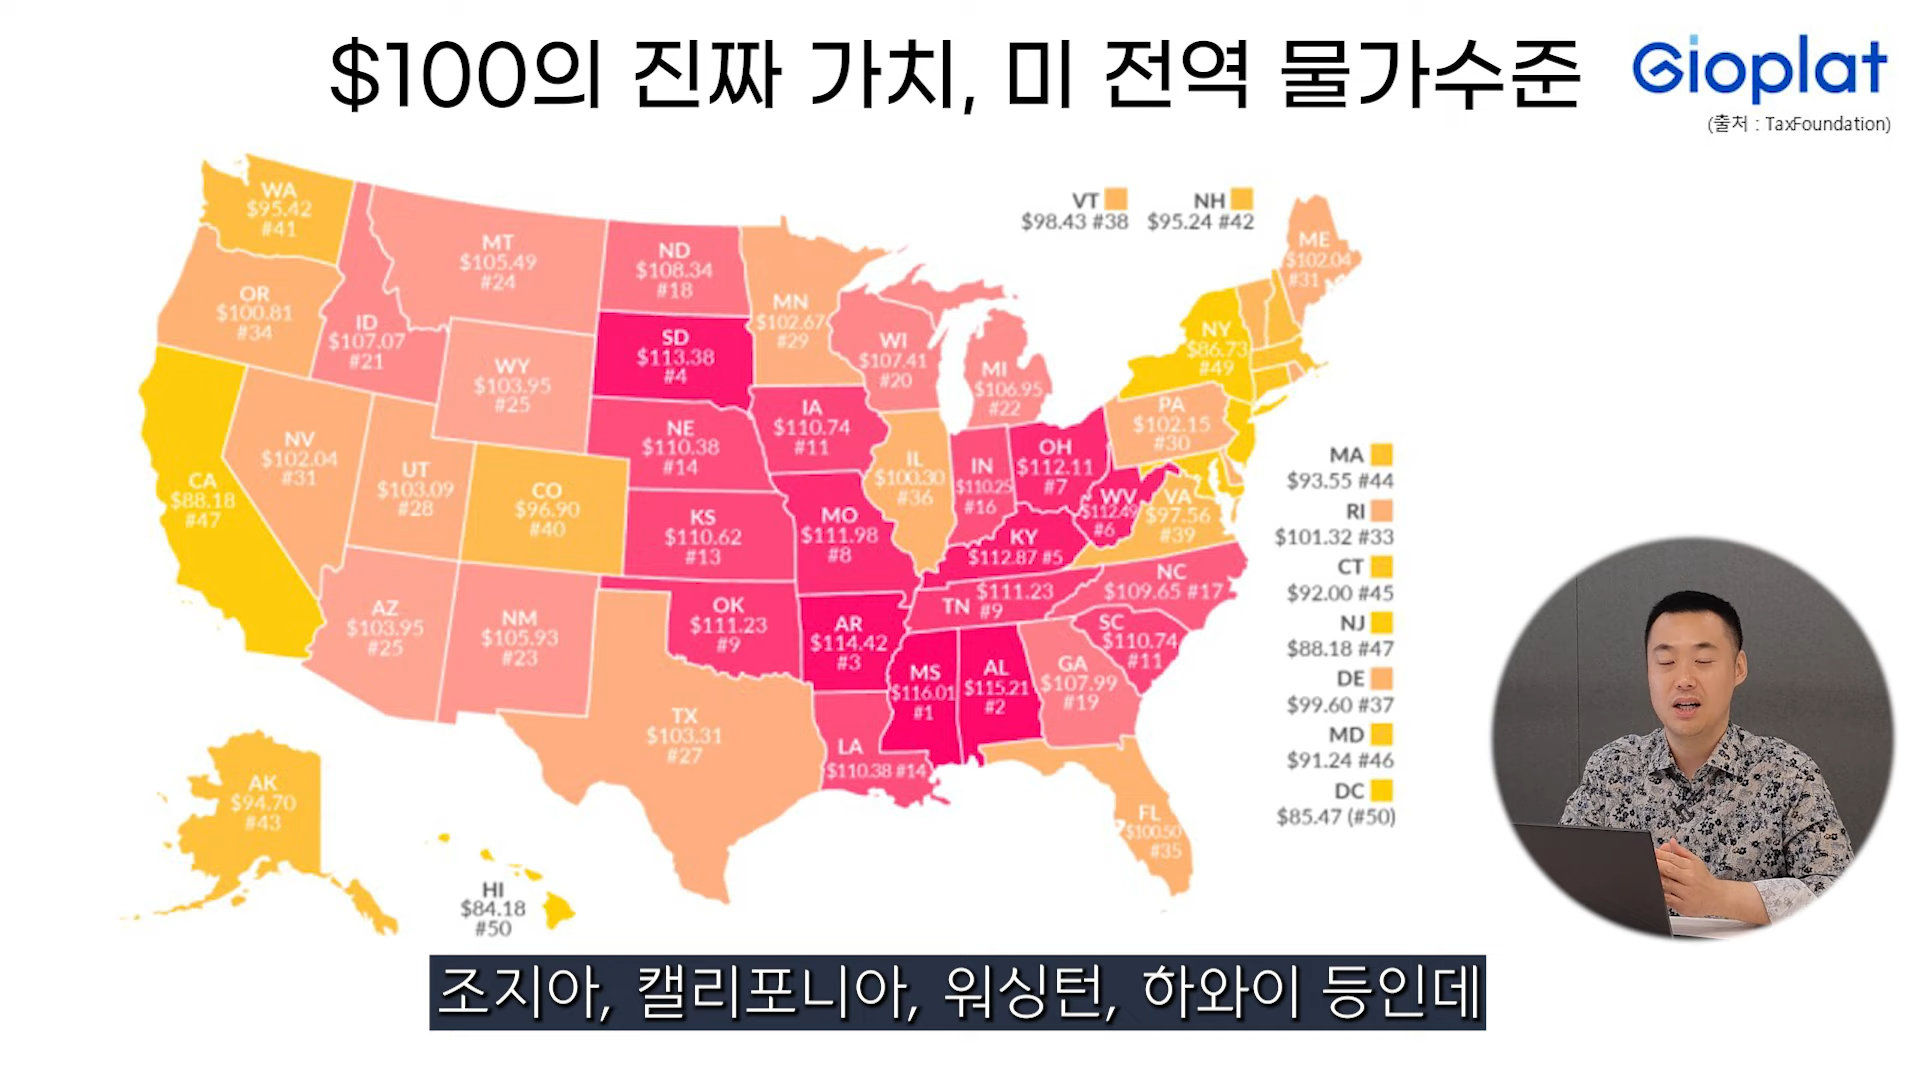 $100의 진짜 가치, 미 전역 물가수준
Gioplat
(출처 : TaxFoundation)
WA
$95.42
#41
OR
$100.81
#34
CA
$88.18
#47
NV
$102.04
#31
ID
$107.07
#21
MT
$105.49
#24
WY
$103.95
#25
UT
$103.09
#28
CO
$96.90
#40
AZ
$103.95
#25
NM
$105.93
#23
ND
$108.34
#18
SD
$113.38
#4
NE
$110.38
#14
KS
$110.62
#13
OK
$111.23
#9
TX
$103.31
#27
MN
$102.67
#29
IA
$110.74
#11
MO
$111.98
#8
AR
$114.42
#3
LA
$110.38 #14
WI
$107.41
#20
IL
$100.30
#36
MI
$106.95
#22
IN
$110.25
#16
OH
$112.11
#7
KY
$112.87 #5
TN
$111.23
#9
MS
$116.01
#1
AL
$115.21
#2
GA
$107.99
#19
FL
$100.50
#35
SC
$110.74
#11
NC
$109.65 #17
WV
$112.49
#6
VA
$97.56
#39
PA
$102.15
#30
NY
$86.73
#49
ME
$102.04
#31
VT
$98.43 #38
NH
$95.24 #42
MA
$93.55 #44
RI
$101.32 #33
CT
$92.00 #45
NJ
$88.18 #47
DE
$99.60 #37
MD
$91.24 #46
DC
$85.47 (#50)
AK
$94.70
#43
HI
$84.18
#50
조지아, 캘리포니아, 워싱턴, 하와이 등인데